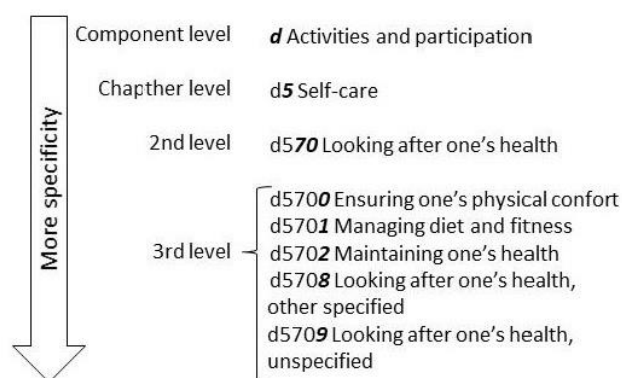 Component level d Activities and participation
Chapther level d5 Self-care
2nd level d570 Looking after one's health
d5700 Ensuring one's physical confort
d5701 Managing diet and fitness
3rd level d5702 Maintaining one's health
d5708 Looking after one's health,
other specified
d5709 Looking after one's health,
unspecified
More specificity